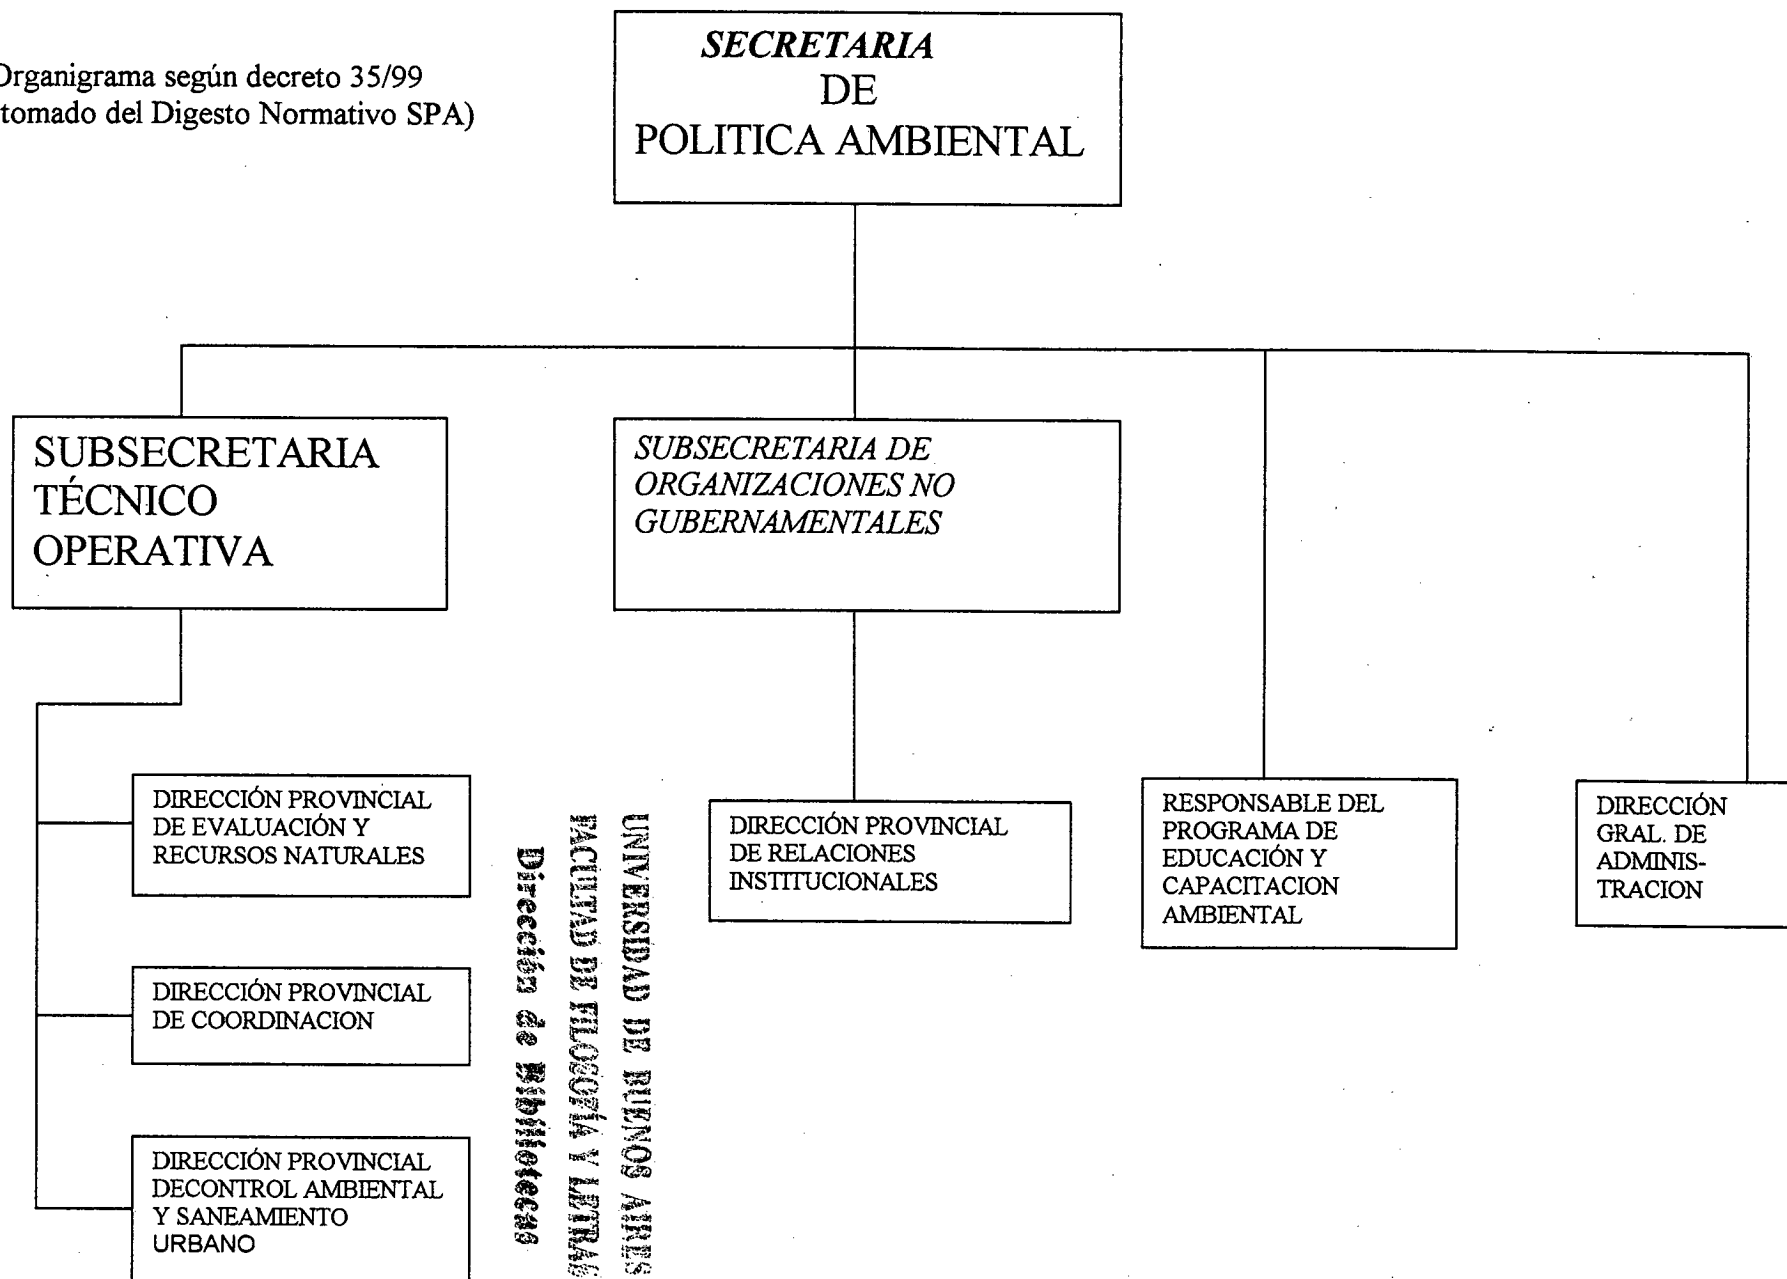 Organigrama según decreto 35/99
tomado del Digesto Normativo SPA)
SECRETARIA
DE
POLITICA AMBIENTAL
SUBSECRETARIA
TÉCNICO
OPERATIVA
SUBSECRETARIA DE
ORGANIZACIONES NO
GUBERNAMENTALES
DIRECCIÓN PROVINCIAL
DE EVALUACIÓN Y
RECURSOS NATURALES
DIRECCIÓN PROVINCIAL
DE COORDINACION
DIRECCIÓN PROVINCIAL
DECONTROL AMBIENTAL
Y SANEAMIENTO
URBANO
DIRECCIÓN PROVINCIAL
DE RELACIONES
INSTITUCIONALES
RESPONSABLE DEL
PROGRAMA DE
EDUCACIÓN Y
CAPACITACION
AMBIENTAL
DIRECCIÓN
GRAL. DE
ADMINIS-
TRACION
UNIVERSIDAD DE BUENOS AIRES
FACULTAD DE FILOSOFÍA Y LETRAS
Dirección de Bibliotecas